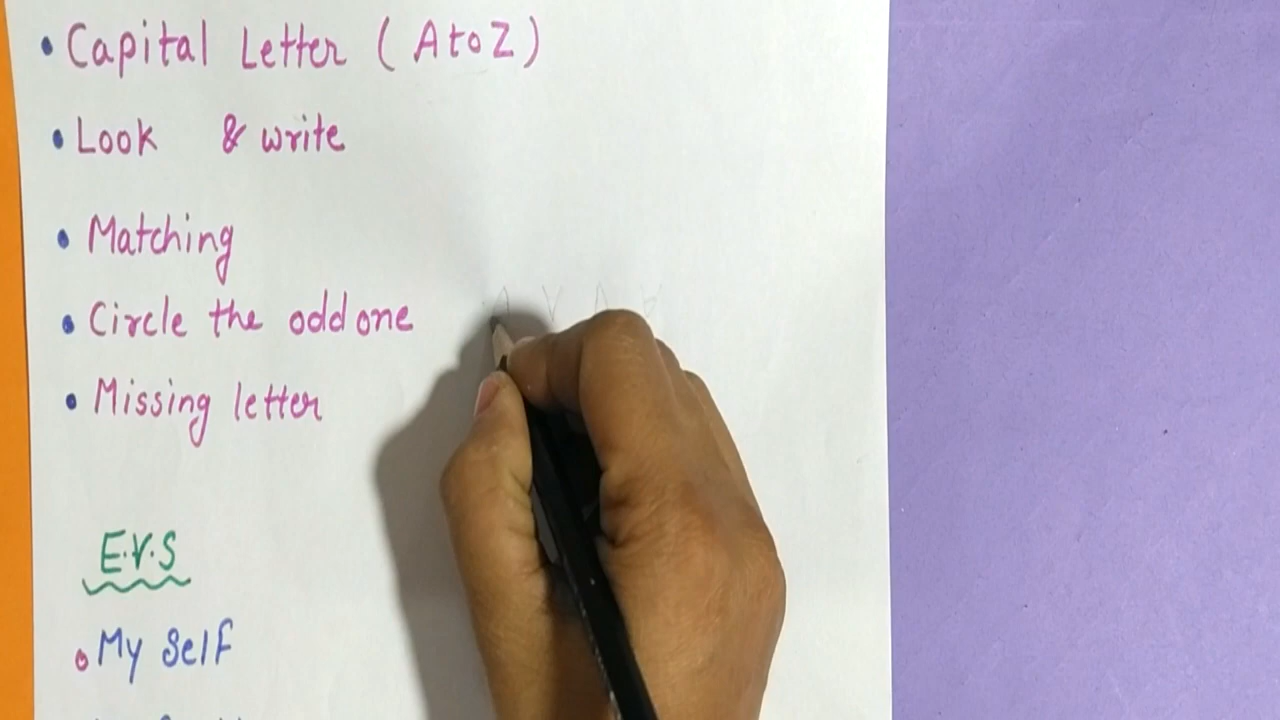 • Capital Letter ( A to Z )
• Look & write
• Matching
• Circle the odd one
• Missing letter
E.V.S
• My Self